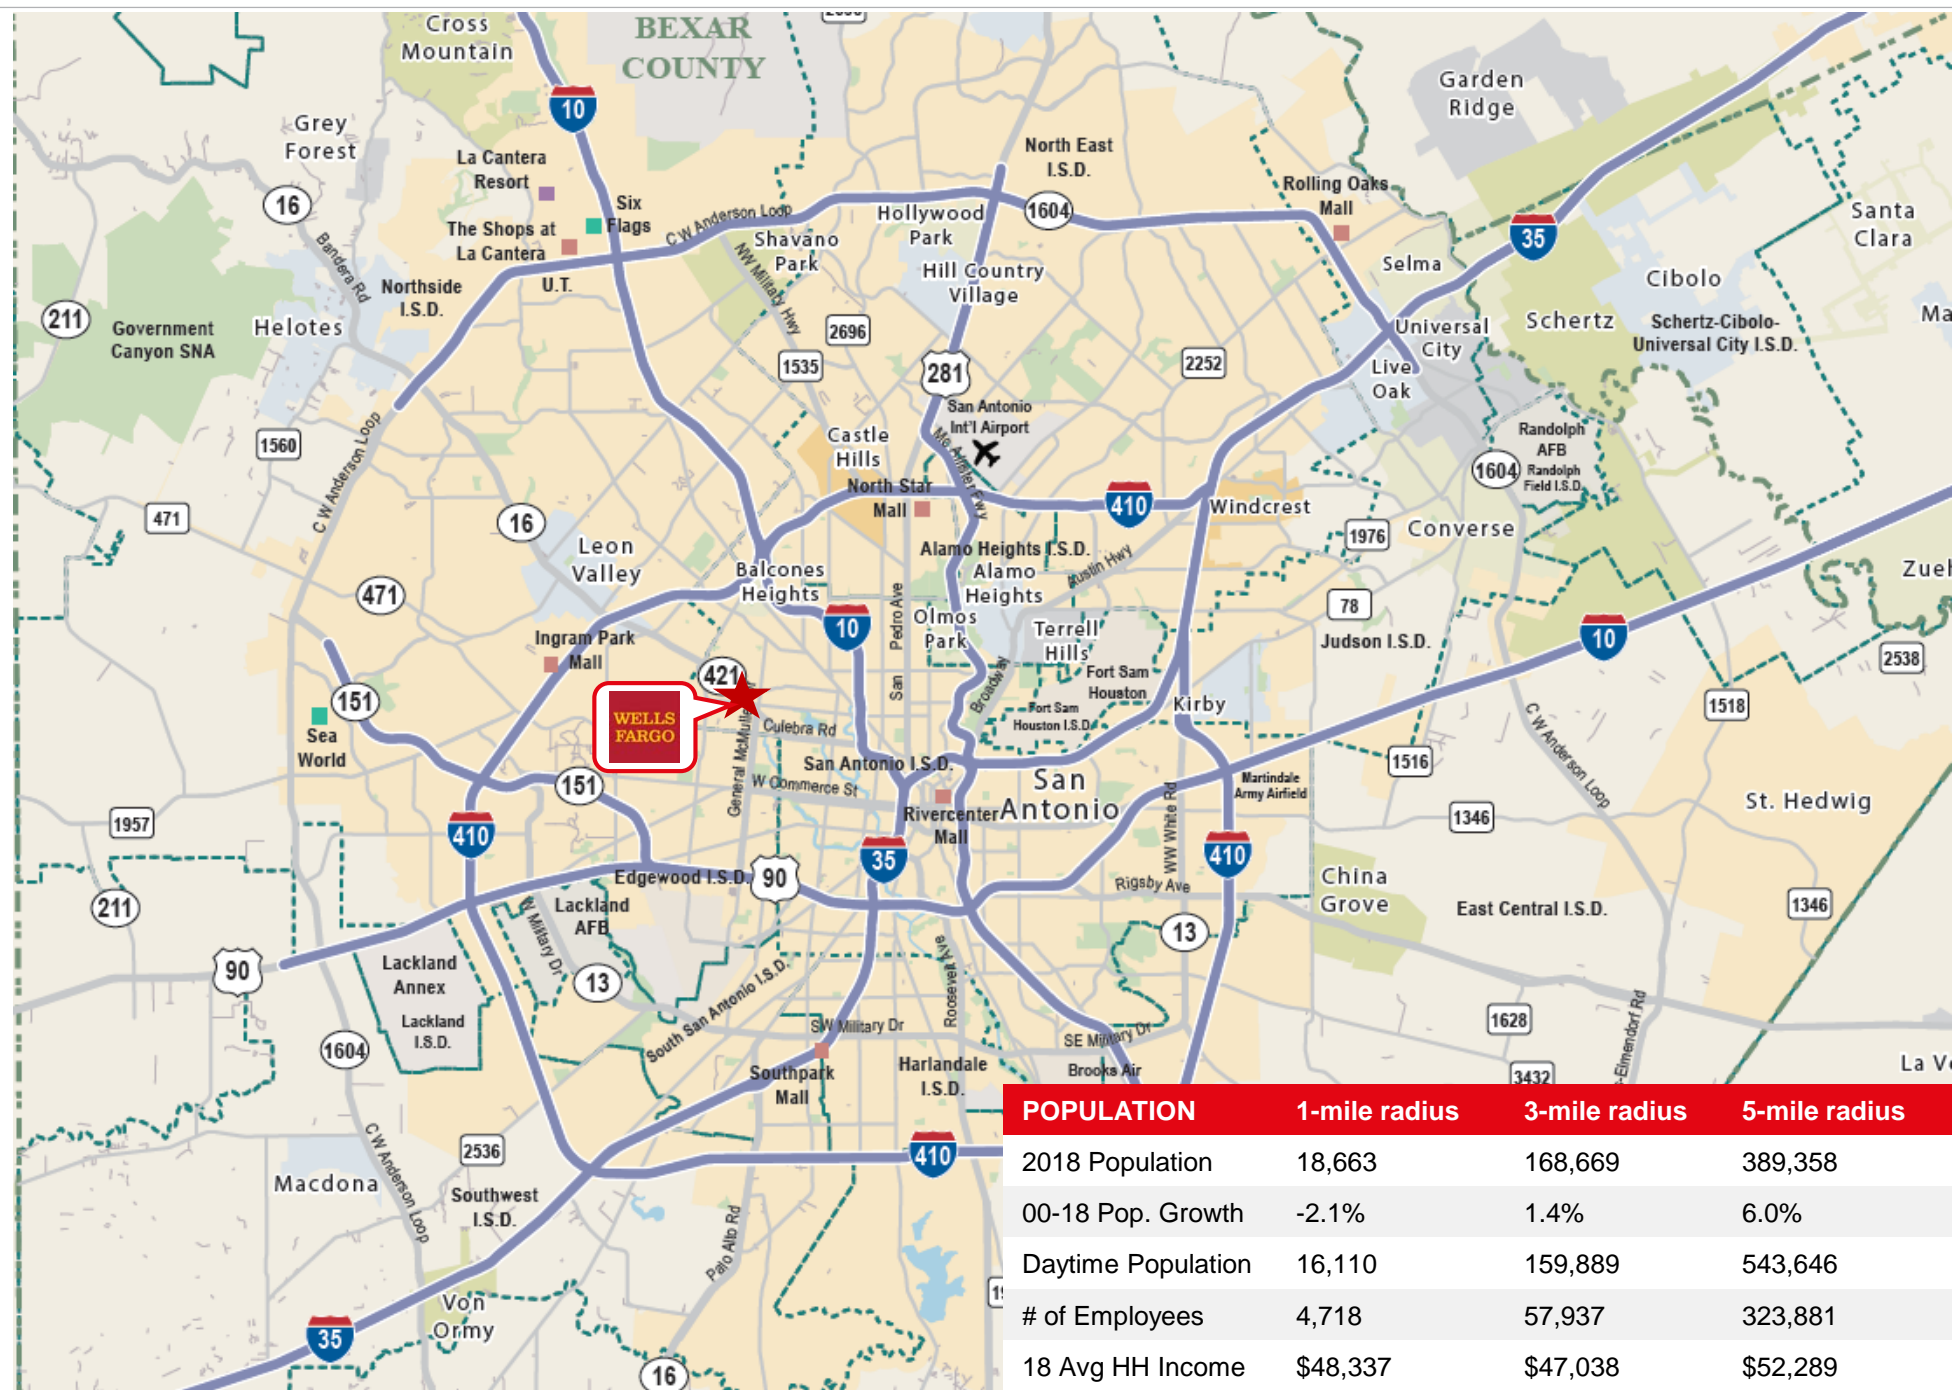 Cross
Mountain
BEXAR
COUNTY
10
Garden
Ridge
Grey
Forest
La Cantera
Resort
North East
I.S.D.
Rolling Oaks
Mall
16
Six
Flags
The Shops at
La Cantera
C W Anderson Loop
Hollywood
Park
1604
Santa
Clara
Shavano
Park
35
Bandera Rd
Northside
I.S.D.
U.T.
NW Military Hwy
Hill Country
Village
Selma
Cibolo
211
Government
Canyon SNA
Helotes
2696
Universal
City
Schertz
Schertz-Cibolo-
Universal City I.S.D.
1535
281
2252
Live
Oak
San Antonio
Int'l Airport
1560
C W Anderson Loop
Castle
Hills
Randolph
AFB
Randolph
Field I.S.D.
1604
North Star
Mall
410
Windcrest
471
16
1976
Converse
Leon
Valley
Balcones
Heights
Alamo Heights I.S.D.
Alamo
Heights
Austin Hwy
471
San Pedro Ave
78
10
Olmos
Park
Terrell
Hills
Judson I.S.D.
10
2538
Ingram Park
Mall
421
Fort Sam
Houston
Fort Sam
Houston I.S.D.
Broadway
Kirby
151
WELLS
FARGO
Culebra Rd
1518
Sea
World
San Antonio I.S.D.
San
Antonio
1516
C W Anderson Loop
151
W Commerce St
Martindale
Army Airfield
Rivercenter
Mall
WW White Rd
1957
410
35
410
1346
St. Hedwig
Edgewood I.S.D.
90
Rigsby Ave
China
Grove
211
Lackland
AFB
W Military Dr
East Central I.S.D.
1346
13
90
Lackland
Annex
13
Roosevelt Ave
Lackland
I.S.D.
South San Antonio I.S.D.
1628
1604
SW Military Dr
SE Military Dr
Southpark
Mall
Harlandale
I.S.D.
Brooks Air
3432
-Elmendorf Rd
2536
C W Anderson Loop
410
Macdona
Southwest
I.S.D.
Palo Alto Rd
Von
Ormy
35
16
POPULATION 1-mile radius 3-mile radius 5-mile radius
2018 Population 18,663 168,669 389,358
00-18 Pop. Growth -2.1% 1.4% 6.0%
Daytime Population 16,110 159,889 543,646
# of Employees 4,718 57,937 323,881
18 Avg HH Income $48,337 $47,038 $52,289